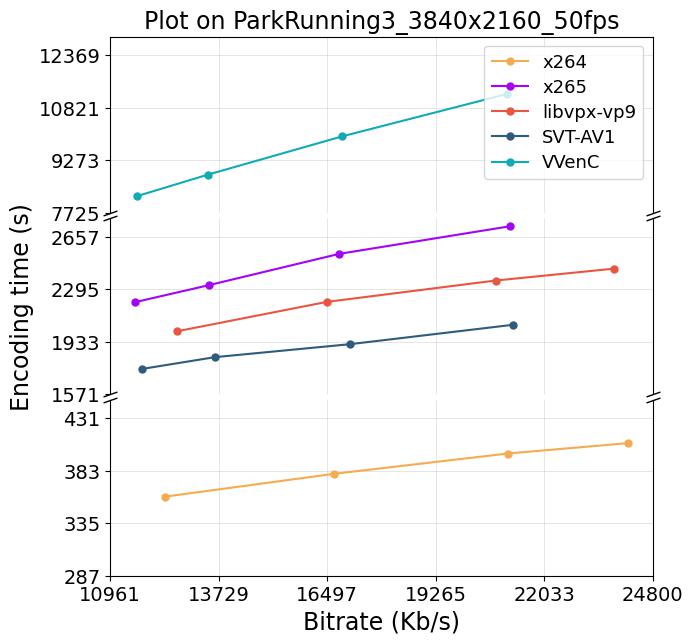 Plot on ParkRunning3_3840x2160_50fps
x264
x265
libvpx-vp9
SVT-AV1
VVenC
Encoding time (s)
12369
10821
9273
7725
2657
2295
1933
1571
431
383
335
287
10961 13729 16497 19265 22033 24800
Bitrate (Kb/s)